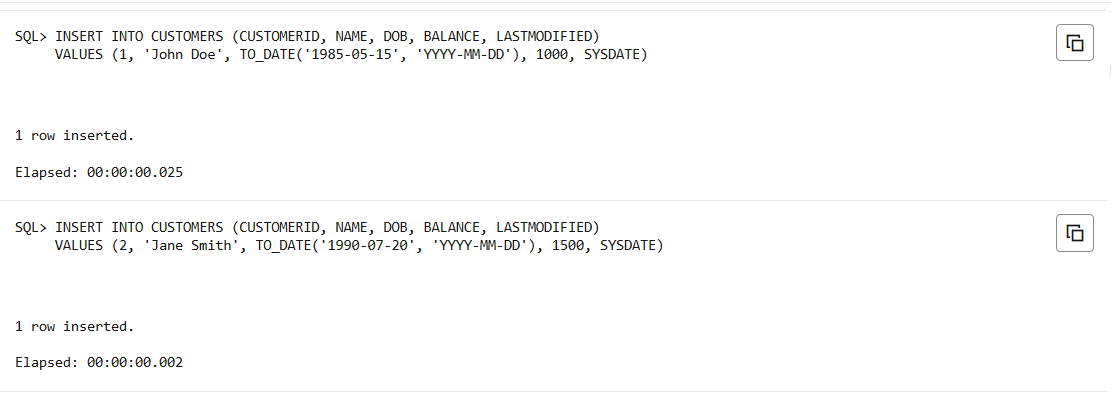 SQL> INSERT INTO CUSTOMERS (CUSTOMERID, NAME, DOB, BALANCE, LASTMODIFIED)
     VALUES (1, 'John Doe', TO_DATE('1985-05-15', 'YYYY-MM-DD'), 1000, SYSDATE)
1 row inserted.
Elapsed: 00:00:00.025
SQL> INSERT INTO CUSTOMERS (CUSTOMERID, NAME, DOB, BALANCE, LASTMODIFIED)
     VALUES (2, 'Jane Smith', TO_DATE('1990-07-20', 'YYYY-MM-DD'), 1500, SYSDATE)
1 row inserted.
Elapsed: 00:00:00.002